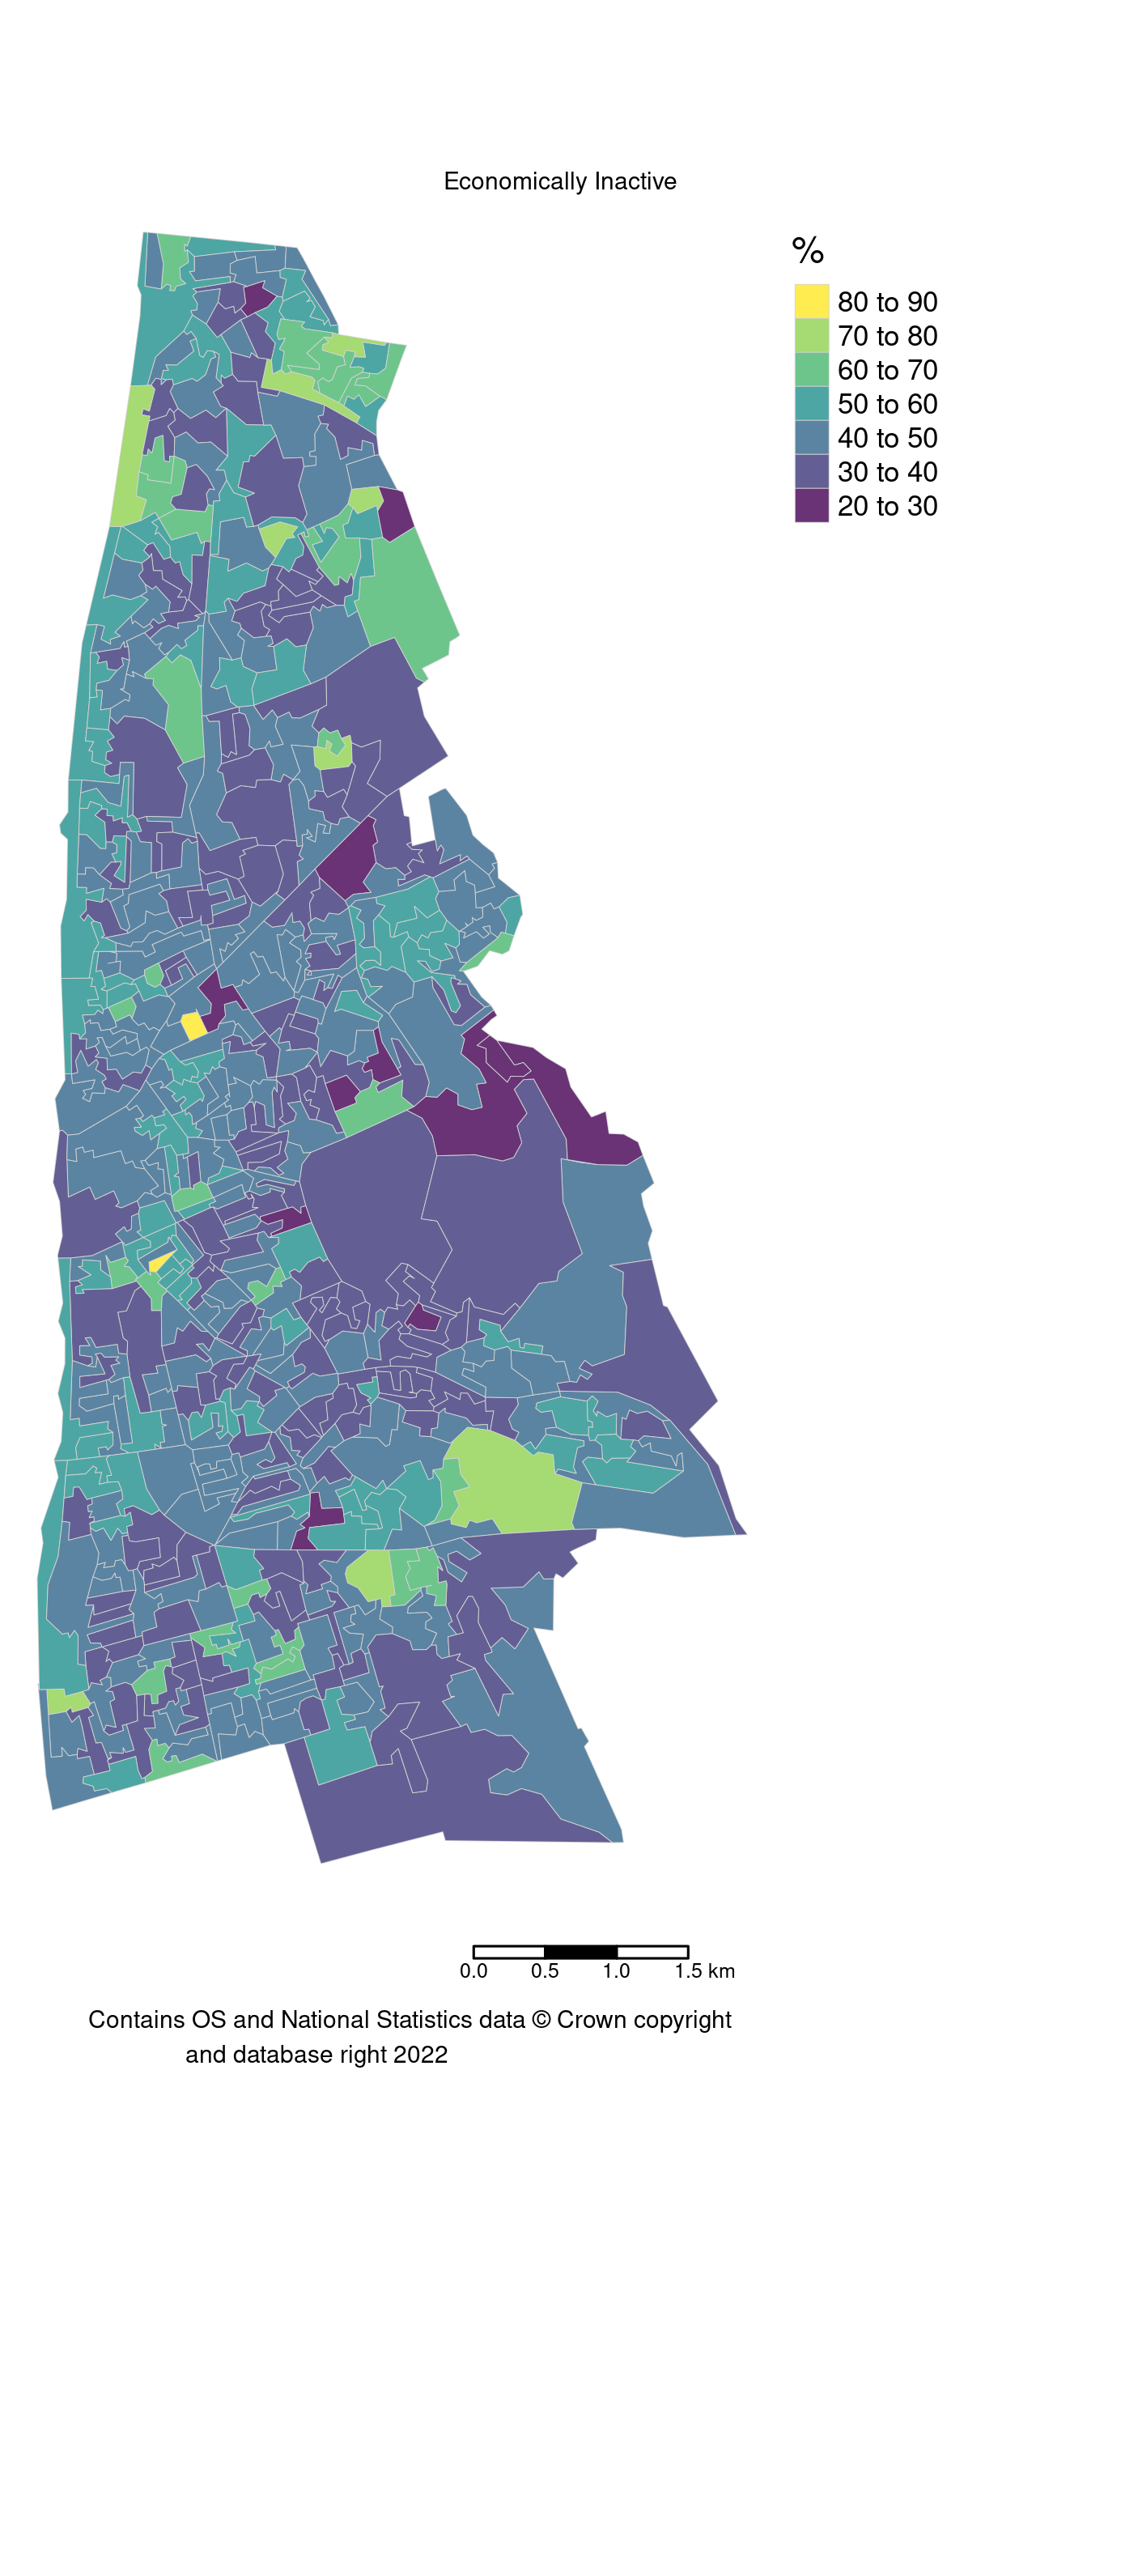 Economically Inactive
%
80 to 90
70 to 80
60 to 70
50 to 60
40 to 50
30 to 40
20 to 30
0.0 0.5 1.0 1.5 km
Contains OS and National Statistics data © Crown copyright
and database right 2022